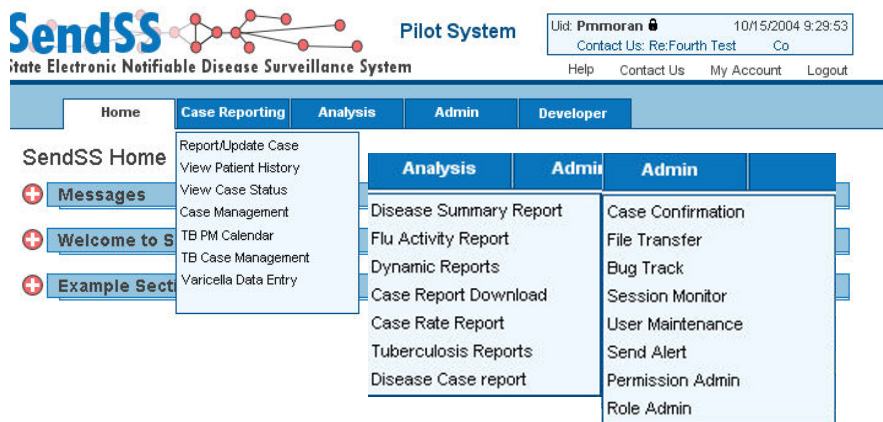 SendSS
Pilot System
Uid: Pmmoran 10/15/2004 9:29:53
Contact Us: Re:Fourth Test Co
State Electronic Notifiable Disease Surveillance System
Help Contact Us My Account Logout
Home Case Reporting Analysis Admin Developer
SendSS Home
Messages
Welcome to S
Example Secti
Report/Update Case
View Patient History
View Case Status
Case Management
TB PM Calendar
TB Case Management
Varicella Data Entry
Analysis Admin
Disease Summary Report
Flu Activity Report
Dynamic Reports
Case Report Download
Case Rate Report
Tuberculosis Reports
Disease Case report
Admin
Case Confirmation
File Transfer
Bug Track
Session Monitor
User Maintenance
Send Alert
Permission Admin
Role Admin